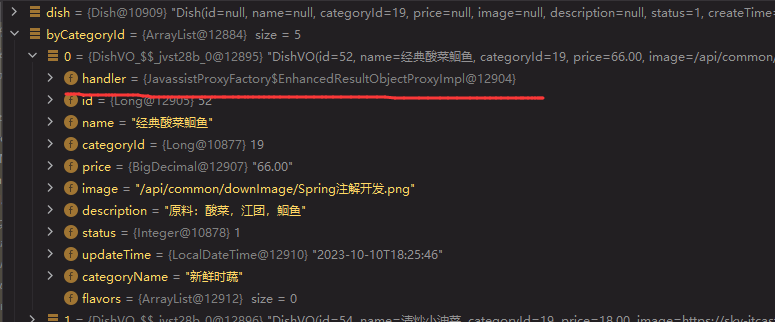 dish = {Dish@10909} "Dish(id=null, name=null, categoryId=19, price=null, image=null, description=null, status=1, createTime=
byCategoryId = {ArrayList@12884} size = 5
0 = {DishVO_$$_jvst28b_0@12895} "DishVO(id=52, name=经典酸菜鮰鱼, categoryId=19, price=66.00, image=/api/common/
handler = {JavassistProxyFactory$EnhancedResultObjectProxyImpl@12904}
id = {Long@12905} 52
name = "经典酸菜鮰鱼"
categoryId = {Long@10877} 19
price = {BigDecimal@12907} "66.00"
image = "/api/common/downImage/Spring注解开发.png"
description = "原料：酸菜，江团，鮰鱼"
status = {Integer@10878} 1
updateTime = {LocalDateTime@12910} "2023-10-10T18:25:46"
categoryName = "新鲜时蔬"
flavors = {ArrayList@12912} size = 0
1 = {DishVO_$$_jvst28b_0@12896} "DishVO(id=54, name=清炒小油菜, categoryId=19, price=18.00, image=https://sky-itcas